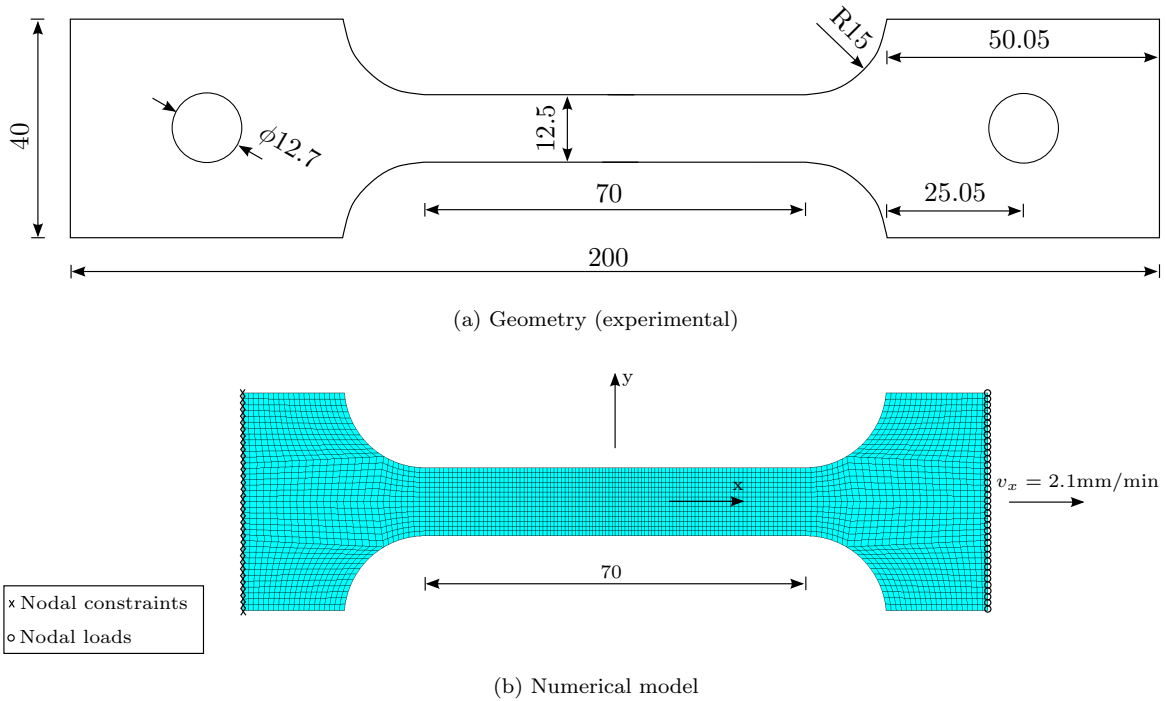 R15
50.05
40
ϕ12.7
12.5
70
25.05
200
(a) Geometry (experimental)
y
x
v_x = 2.1mm/min
70
x Nodal constraints
o Nodal loads
(b) Numerical model